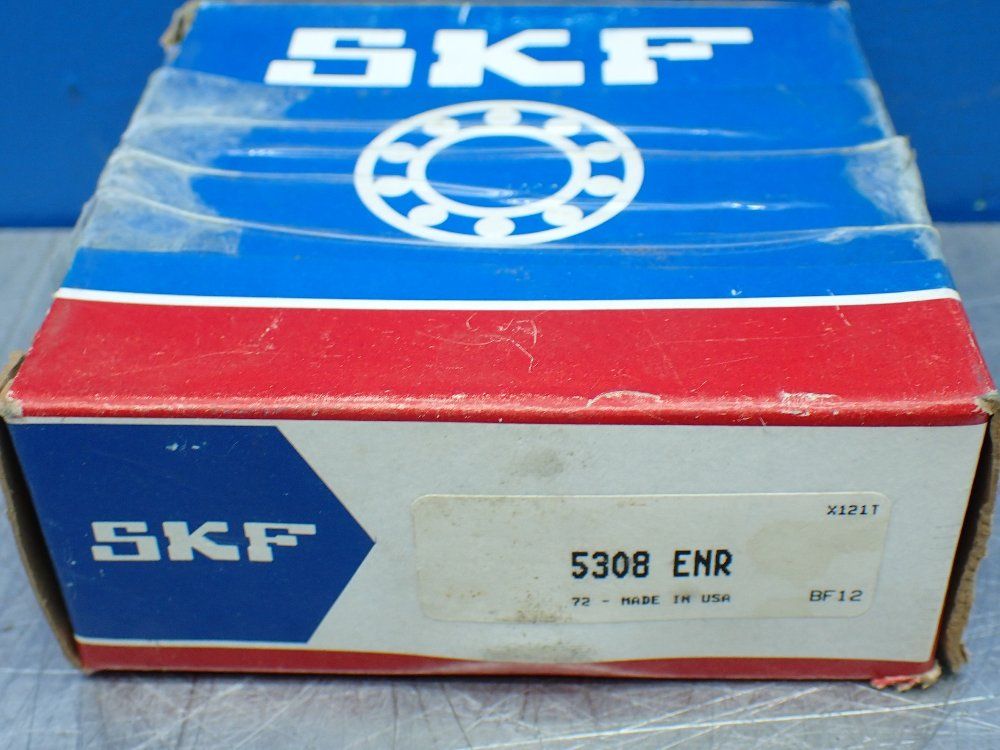 SKF
SKF
X121T
5308 ENR
72 - MADE IN USA
BF12